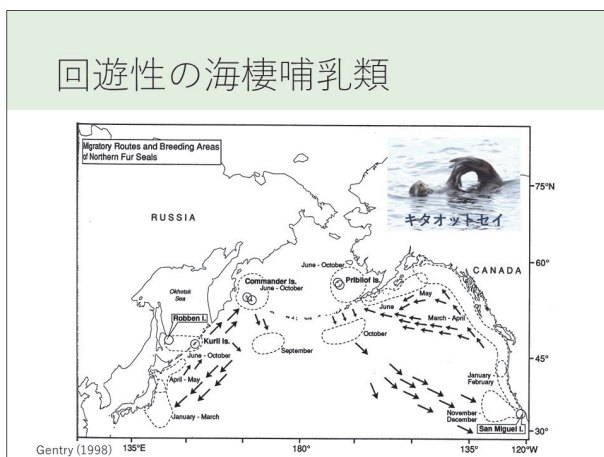 回遊性の海棲哺乳類
Migratory Routes and Breeding Areas
of Northern Fur Seals
キタオットセイ
75°N
RUSSIA
CANADA
60°
June - October
Pribilof Is.
Commander Is.
June - October
Okhotsk
Sea
Robben I.
Kuril Is.
June - October
April - May
January - March
September
October
June
May
March - April
45°
January -
February
November -
December
San Miguel I.
30°
Gentry (1998)
135°E
180°
135°
120°W